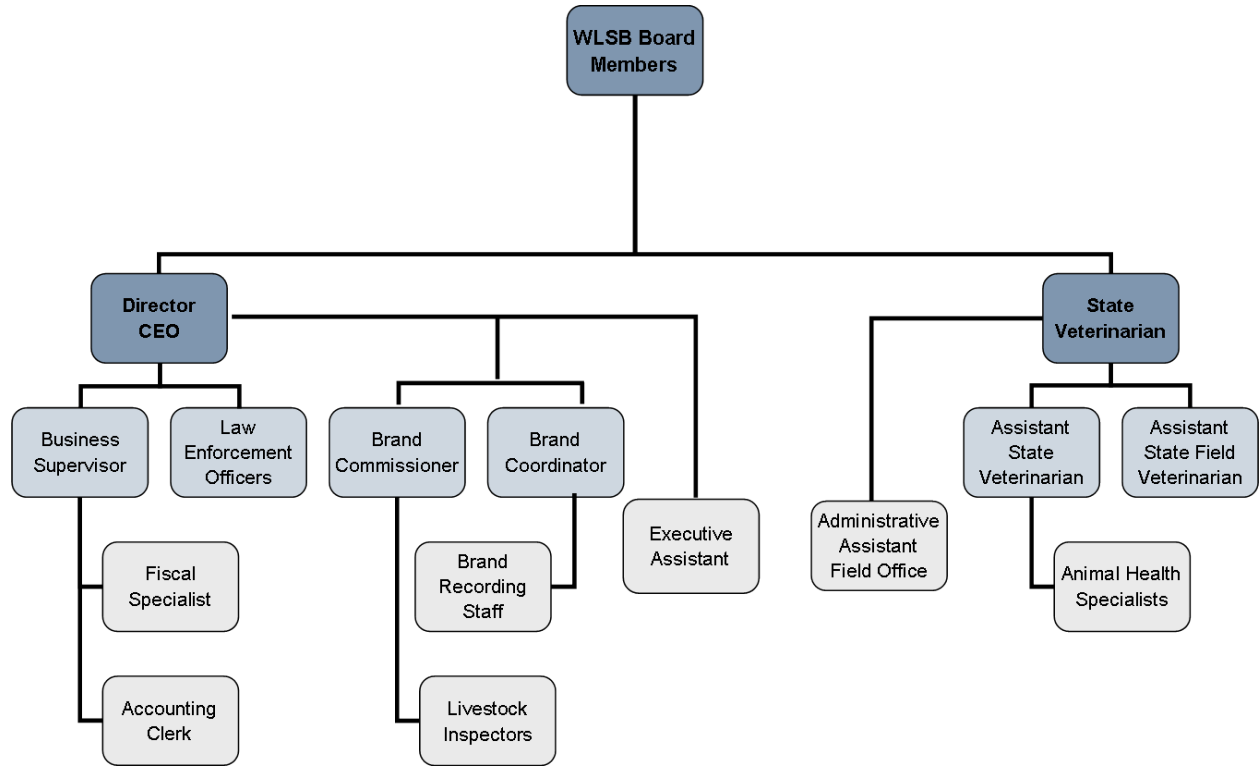 WLSB Board
Members
Director
CEO
State
Veterinarian
Business
Supervisor
Law
Enforcement
Officers
Brand
Commissioner
Brand
Coordinator
Assistant
State
Veterinarian
Assistant
State Field
Veterinarian
Executive
Assistant
Administrative
Assistant
Field Office
Fiscal
Specialist
Brand
Recording
Staff
Animal Health
Specialists
Accounting
Clerk
Livestock
Inspectors